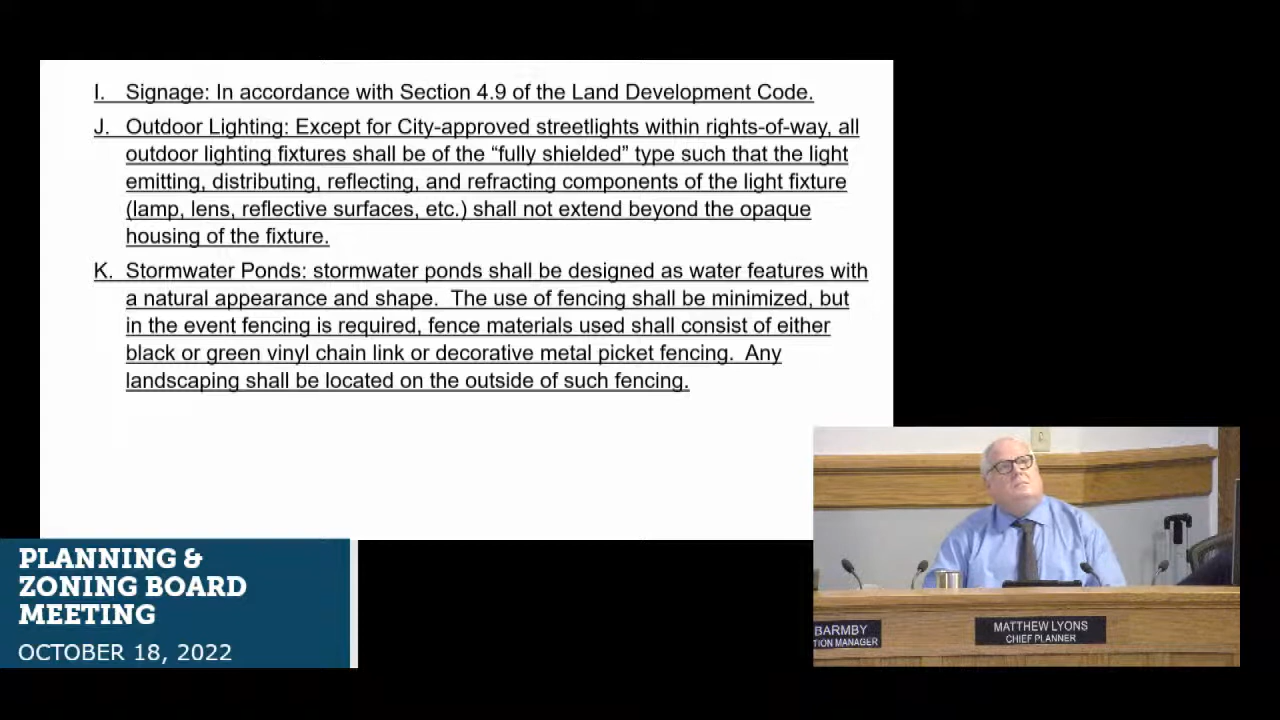 I. Signage: In accordance with Section 4.9 of the Land Development Code.
J. Outdoor Lighting: Except for City-approved streetlights within rights-of-way, all
outdoor lighting fixtures shall be of the “fully shielded” type such that the light
emitting, distributing, reflecting, and refracting components of the light fixture
(lamp, lens, reflective surfaces, etc.) shall not extend beyond the opaque
housing of the fixture.
K. Stormwater Ponds: stormwater ponds shall be designed as water features with
a natural appearance and shape. The use of fencing shall be minimized, but
in the event fencing is required, fence materials used shall consist of either
black or green vinyl chain link or decorative metal picket fencing. Any
landscaping shall be located on the outside of such fencing.
PLANNING &
ZONING BOARD
MEETING
OCTOBER 18, 2022
BARMBY
TION MANAGER
MATTHEW LYONS
CHIEF PLANNER